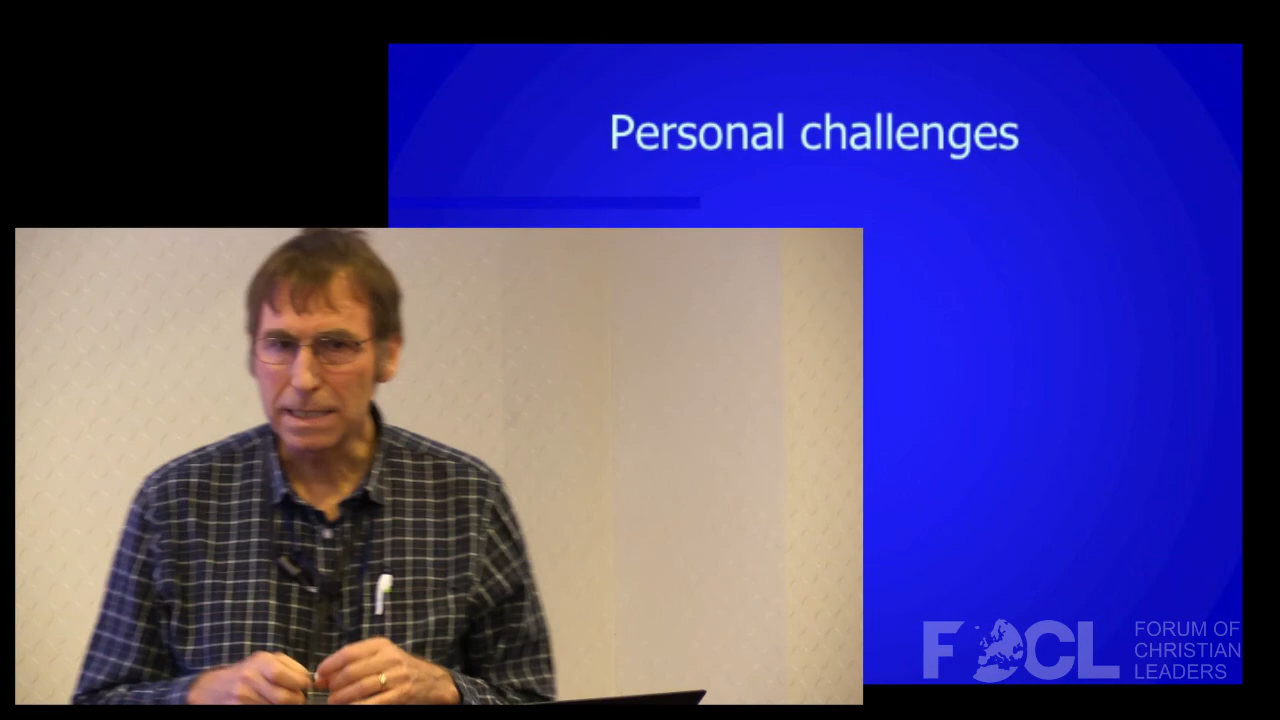 Personal challenges
FOCL
FORUM OF
CHRISTIAN
LEADERS